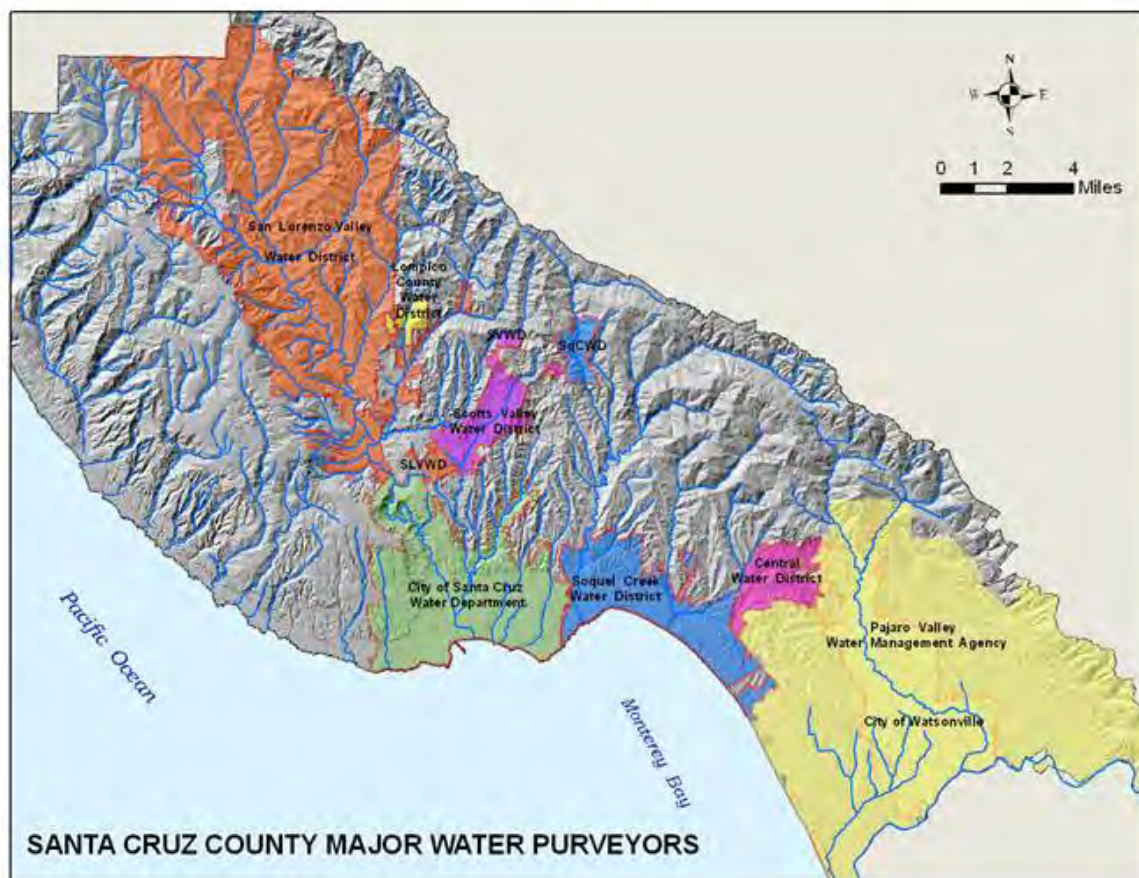 N
W E
S
0 1 2 4
Miles
San Lorenzo Valley
Water District
Lompico
County
Water
District
SVWD
SqCWD
Scotts Valley
Water District
SLVWD
City of Santa Cruz
Water Department
Soquel Creek
Water District
Central
Water District
Pajaro Valley
Water Management Agency
City of Watsonville
Pacific Ocean
Monterey Bay
SANTA CRUZ COUNTY MAJOR WATER PURVEYORS